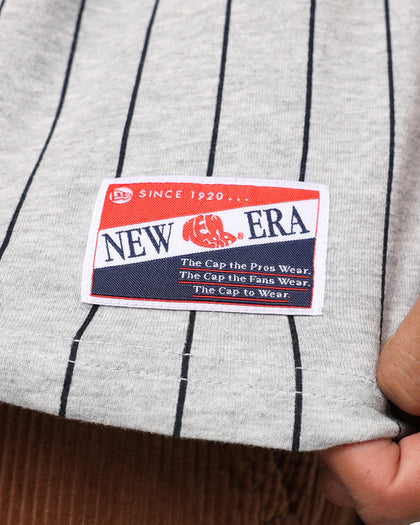 SINCE 1920...
NEW ERA®
The Cap the Pros Wear.
The Cap the Fans Wear.
The Cap to Wear.